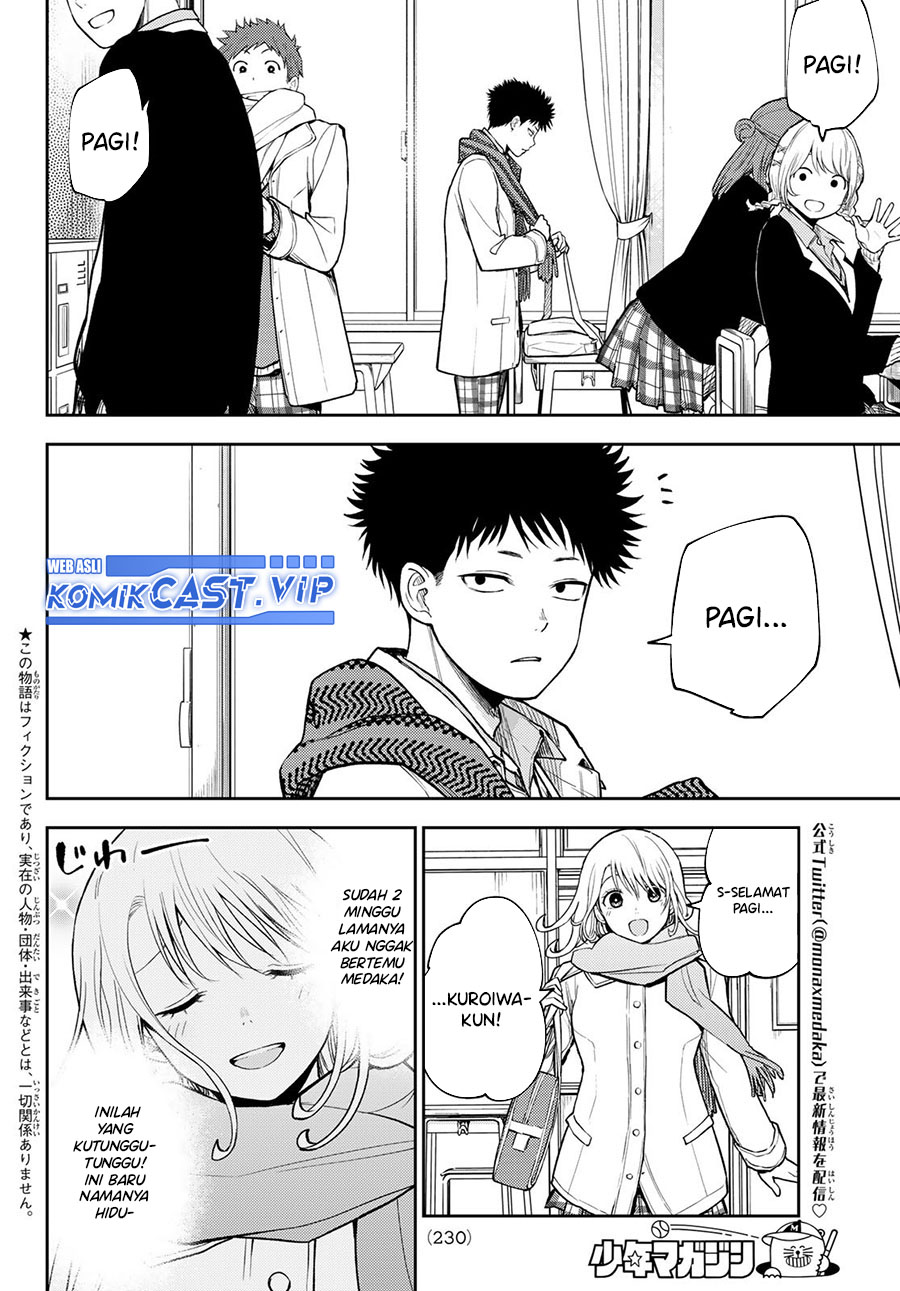 PAGI!
PAGI!
PAGI...
WEB ASLI
KOMIKCAST.VIP
S-SELAMAT
PAGI...
...KUROIWA-
KUN!
じわー
SUDAH 2
MINGGU
LAMANYA
AKU NGGAK
BERTEMU
MEDAKA!
INILAH
YANG
KUTUNGGU-
TUNGGU!
INI BARU
NAMANYA
HIDU-
公式Twitter(@monaxmedaka)で最新情報を配信♡
★この物語はフィクションであり、実在の人物・団体・出来事などとは、一切関係ありません。
(230)
少年マガジン
M